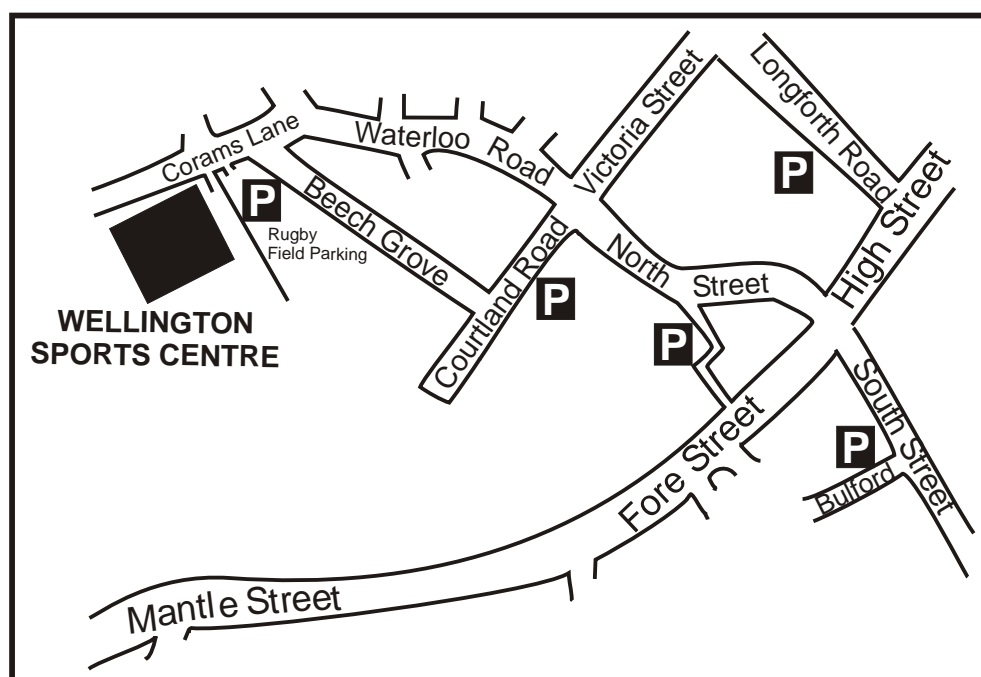 Corams Lane
Waterloo Road
Victoria Street
Longforth Road
High Street
P
P
Rugby
Field Parking
Beech Grove
Courtland Road
North Street
P
P
WELLINGTON
SPORTS CENTRE
Fore Street
South Street
P
Bulford
Mantle Street